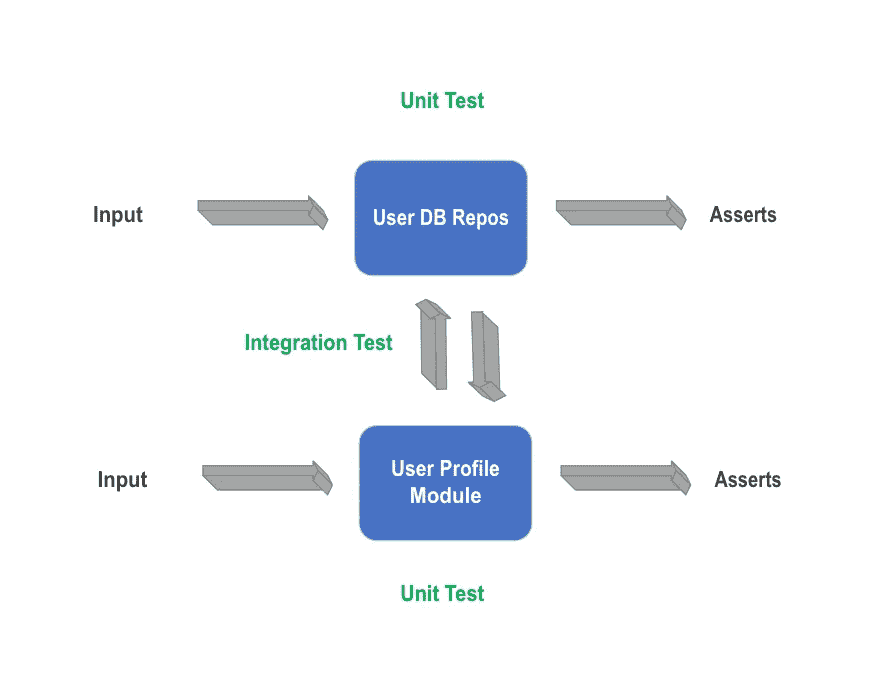 Unit Test
Input
User DB Repos
Asserts
Integration Test
Input
User Profile
Module
Asserts
Unit Test